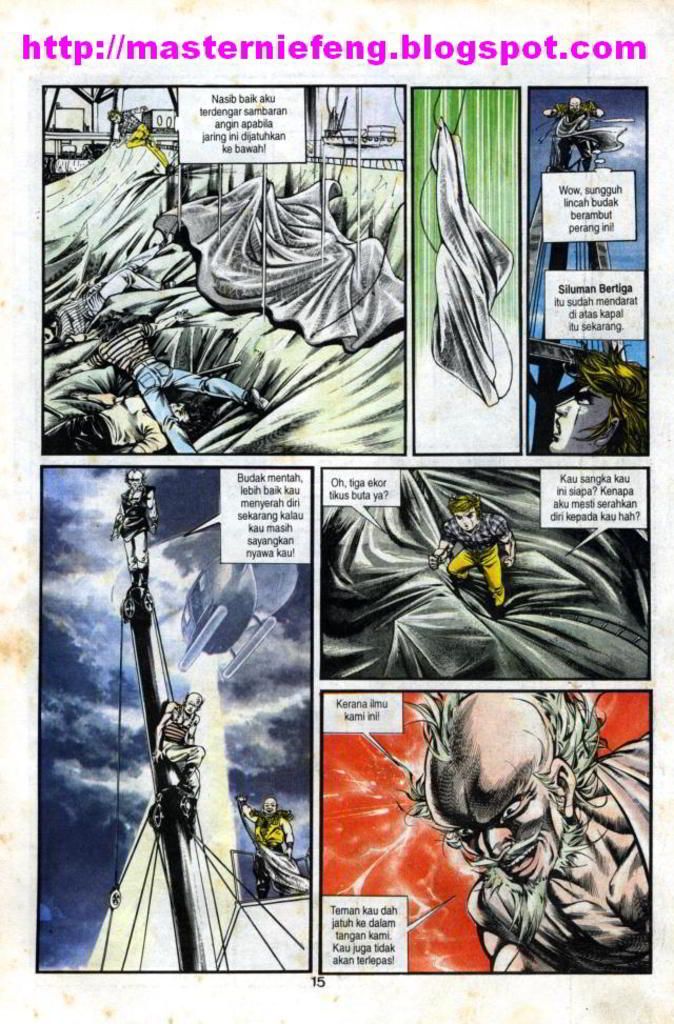 http://masterniefeng.blogspot.com
Nasib baik aku
terdengar sambaran
angin apabila
jaring ini dijatuhkan
ke bawah!
Wow, sungguh
lincah budak
berambut
perang ini!
Siluman Bertiga
itu sudah mendarat
di atas kapal
itu sekarang.
Budak mentah,
lebih baik kau
menyerah diri
sekarang kalau
kau masih
sayangkan
nyawa kau!
Oh, tiga ekor
tikus buta ya?
Kau sangka kau
ini siapa? Kenapa
aku mesti serahkan
diri kepada kau hah?
Kerana ilmu
kami ini!
Teman kau dah
jatuh ke dalam
tangan kami.
Kau juga tidak
akan terlepas!
15